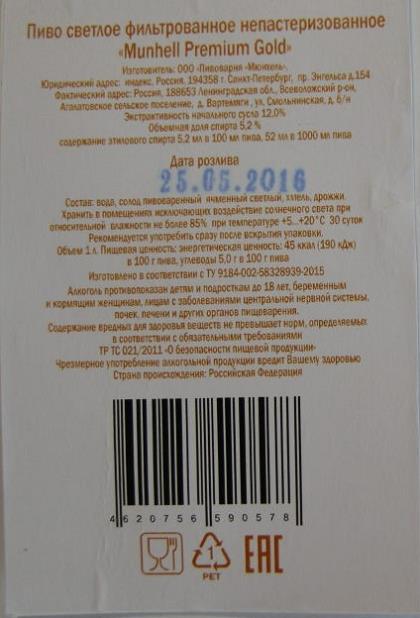 Пиво светлое фильтрованное непастеризованное
«Munhell Premium Gold»
Изготовитель: ООО «Пивоварня «Мюнхель».
Юридический адрес: индекс, Россия, 194358 г. Санкт-Петербург, пр. Энгельса д.154
Фактический адрес: Россия, 188653 Ленинградская обл., Всеволожский р-он,
Агалатовское сельское поселение, д. Вартемяги, ул. Смольнинская, д. б/н
Экстрактивность начального сусла 12,0%
Объемная доля спирта 5,2 %
содержание этилового спирта 5,2 мл в 100 мл пива, 52 мл в 1000 мл пива
Дата розлива
25.05.2016
Состав: вода, солод пивоваренный ячменный светлый, хмель, дрожжи.
Хранить в помещениях исключающих воздействие солнечного света при
относительной влажности не более 85% при температуре +5...+20°С 30 суток
Рекомендуется употребить сразу после вскрытия упаковки.
Объем 1 л. Пищевая ценность: энергетическая ценность: 45 ккал (190 кДж)
в 100 г пива, углеводы 5,0 г в 100 г пива
Изготовлено в соответствии с ТУ 9184-002-58328939-2015
Алкоголь противопоказан детям и подросткам до 18 лет, беременным
и кормящим женщинам, лицам с заболеваниями центральной нервной системы,
почек, печени и других органов пищеварения.
Содержание вредных для здоровья веществ не превышает норм, определяемых
в соответствии с обязательными требованиями
ТР ТС 021/2011 «О безопасности пищевой продукции»
Чрезмерное употребление алкогольной продукции вредит Вашему здоровью
Страна происхождения: Российская Федерация
4 620756 590578
1
PET
EAC